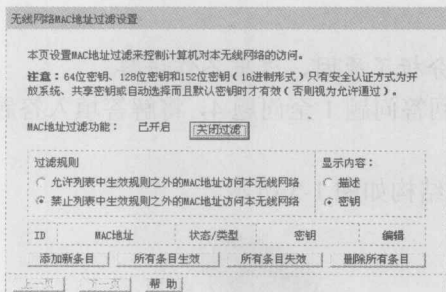 无线网络MAC地址过滤设置
本页设置MAC地址过滤来控制计算机对本无线网络的访问。
注意：64位密钥、128位密钥和152位密钥（16进制形式）只有安全认证方式为开
放系统、共享密钥或自动选择而且默认密钥时才有效（否则视为允许通过）。
MAC地址过滤功能： 已开启 关闭过滤
过滤规则 显示内容：
允许列表中生效规则之外的MAC地址访问本无线网络 描述
禁止列表中生效规则之外的MAC地址访问本无线网络 密钥
ID MAC地址 状态/类型 密钥 编辑
添加新条目 所有条目生效 所有条目失效 删除所有条目
上一页 下一页 帮 助